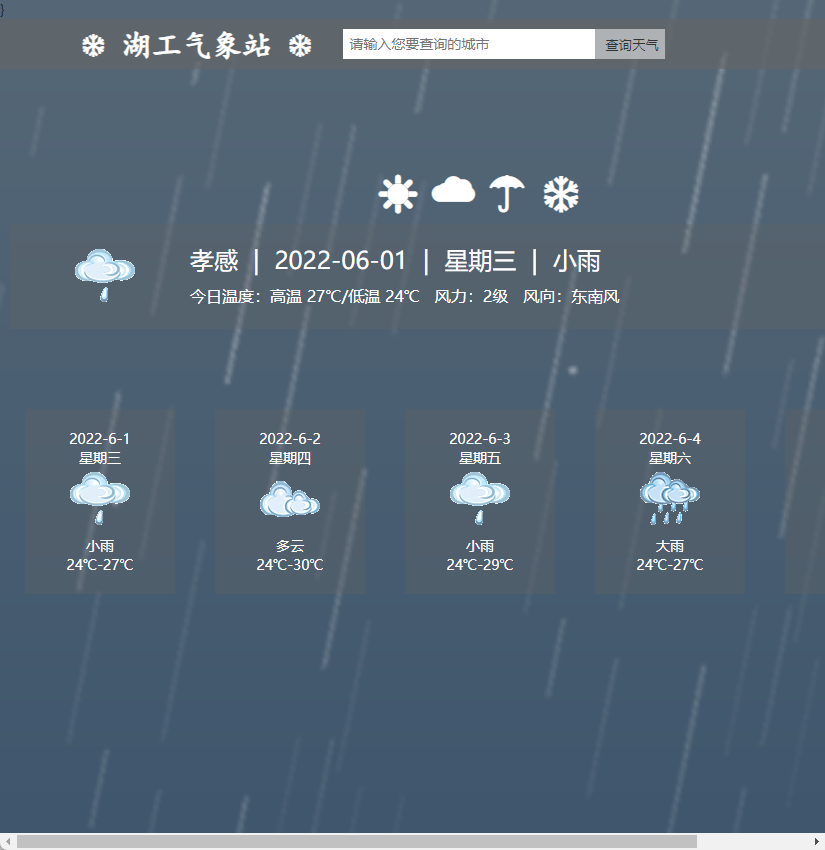 }
湖工气象站
请输入您要查询的城市
查询天气
孝感 | 2022-06-01 | 星期三 | 小雨
今日温度：高温 27℃/低温 24℃ 风力：2级 风向：东南风
2022-6-1
星期三
小雨
24℃-27℃
2022-6-2
星期四
多云
24℃-30℃
2022-6-3
星期五
小雨
24℃-29℃
2022-6-4
星期六
大雨
24℃-27℃